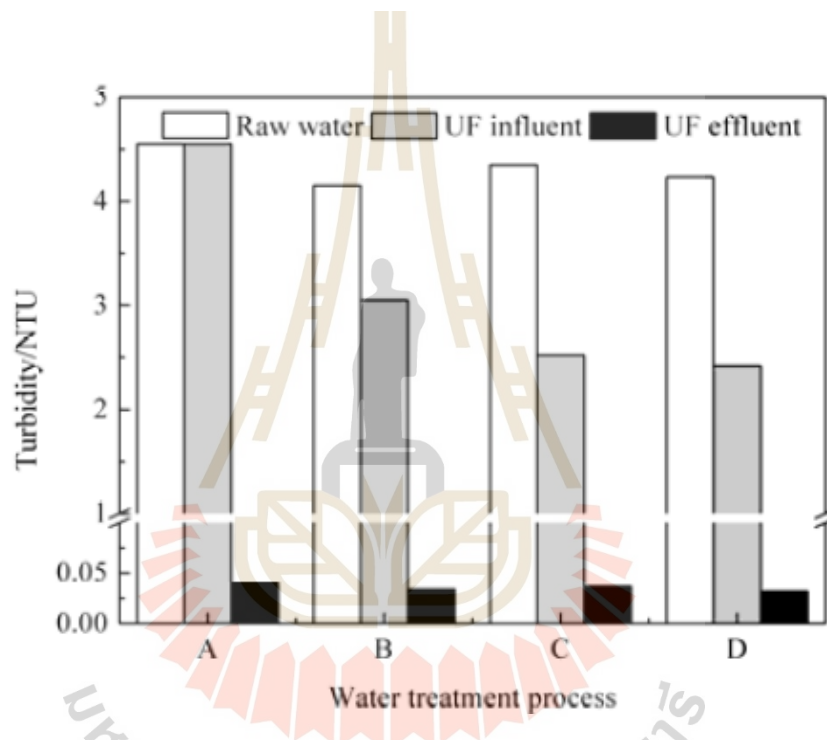 5
Raw water UF influent UF effluent
4
3
2
1
0.05
0.00
Turbidity/NTU
A B C D
Water treatment process